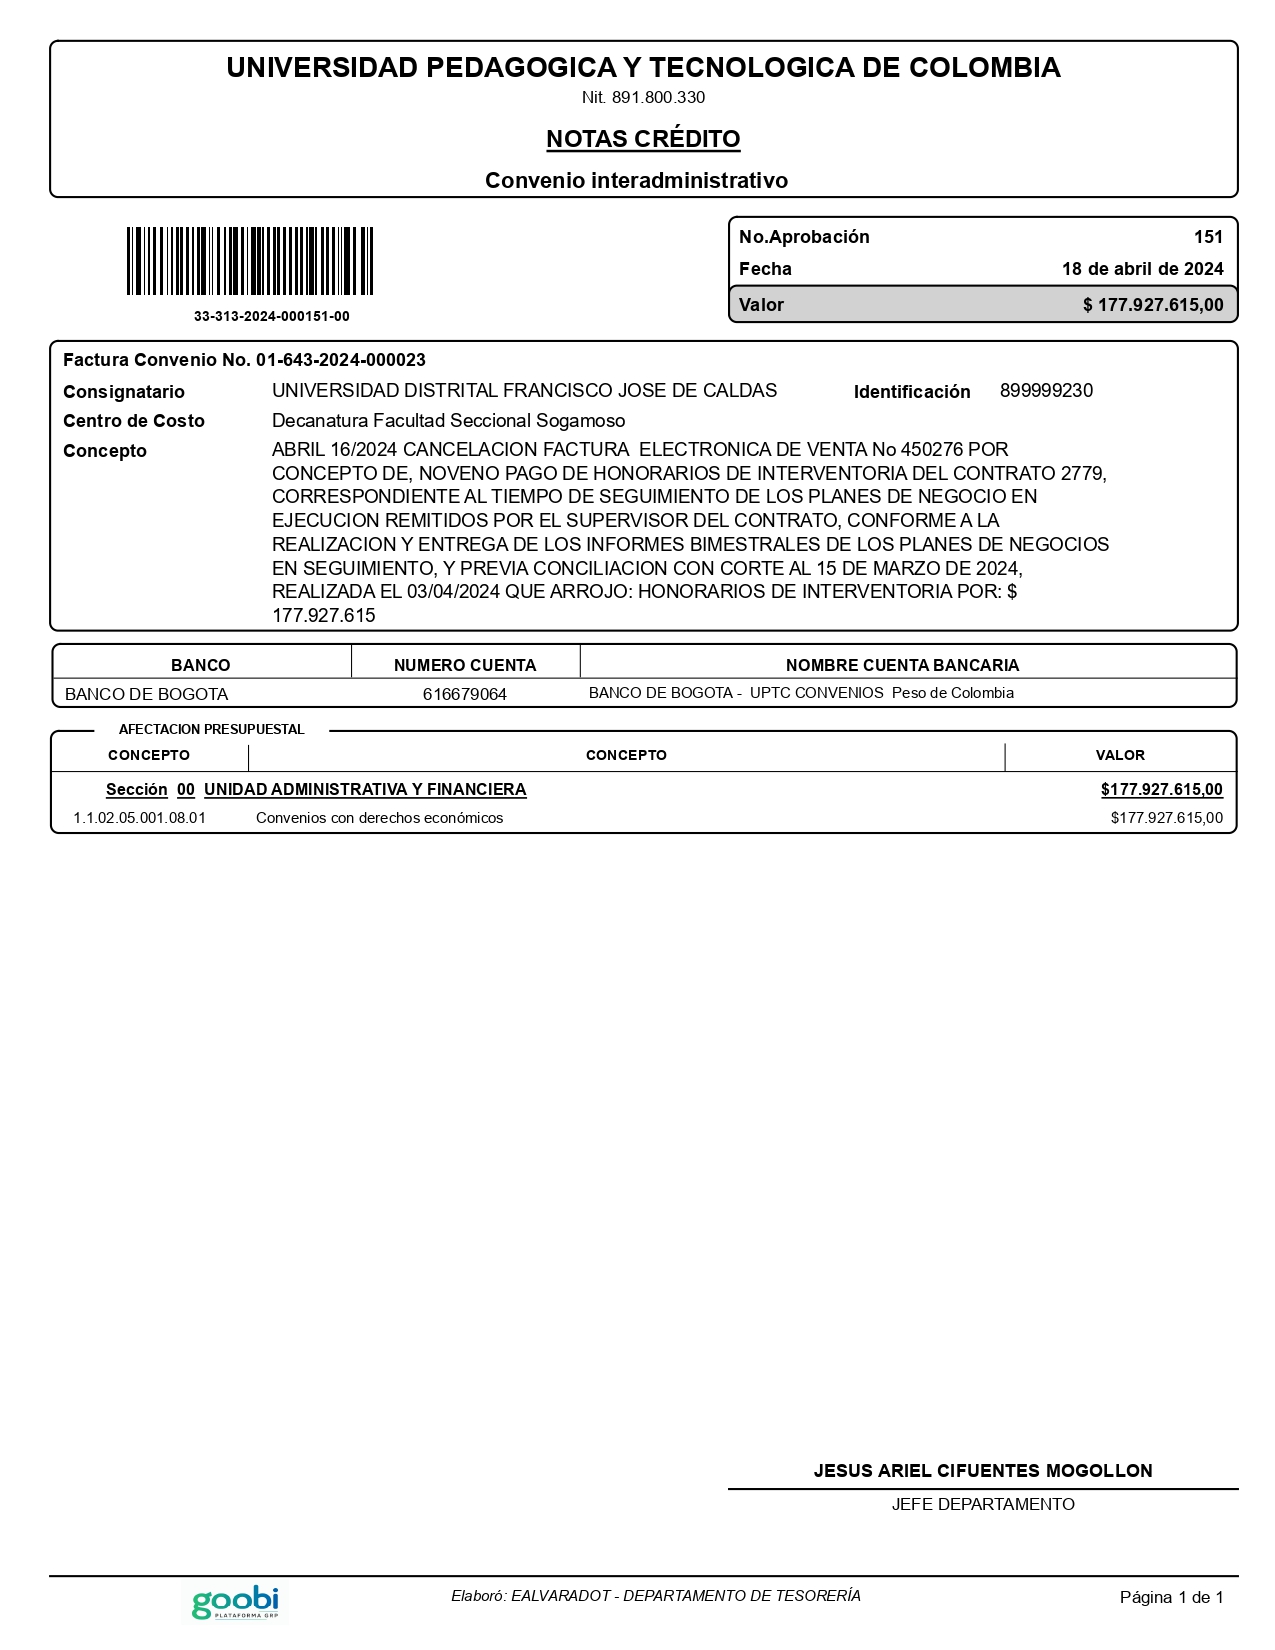 UNIVERSIDAD PEDAGOGICA Y TECNOLOGICA DE COLOMBIA
Nit. 891.800.330
NOTAS CRÉDITO
Convenio interadministrativo
33-313-2024-000151-00
No.Aprobación 151
Fecha 18 de abril de 2024
Valor $ 177.927.615,00
Factura Convenio No. 01-643-2024-000023
Consignatario UNIVERSIDAD DISTRITAL FRANCISCO JOSE DE CALDAS Identificación 899999230
Centro de Costo Decanatura Facultad Seccional Sogamoso
Concepto ABRIL 16/2024 CANCELACION FACTURA ELECTRONICA DE VENTA No 450276 POR
CONCEPTO DE, NOVENO PAGO DE HONORARIOS DE INTERVENTORIA DEL CONTRATO 2779,
CORRESPONDIENTE AL TIEMPO DE SEGUIMIENTO DE LOS PLANES DE NEGOCIO EN
EJECUCION REMITIDOS POR EL SUPERVISOR DEL CONTRATO, CONFORME A LA
REALIZACION Y ENTREGA DE LOS INFORMES BIMESTRALES DE LOS PLANES DE NEGOCIOS
EN SEGUIMIENTO, Y PREVIA CONCILIACION CON CORTE AL 15 DE MARZO DE 2024,
REALIZADA EL 03/04/2024 QUE ARROJO: HONORARIOS DE INTERVENTORIA POR: $
177.927.615
BANCO NUMERO CUENTA NOMBRE CUENTA BANCARIA
BANCO DE BOGOTA 616679064 BANCO DE BOGOTA - UPTC CONVENIOS Peso de Colombia
AFECTACION PRESUPUESTAL
CONCEPTO CONCEPTO VALOR
Sección 00 UNIDAD ADMINISTRATIVA Y FINANCIERA $177.927.615,00
1.1.02.05.001.08.01 Convenios con derechos económicos $177.927.615,00
JESUS ARIEL CIFUENTES MOGOLLON
JEFE DEPARTAMENTO
goobi
PLATAFORMA GRP
Elaboró: EALVARADOT - DEPARTAMENTO DE TESORERÍA
Página 1 de 1